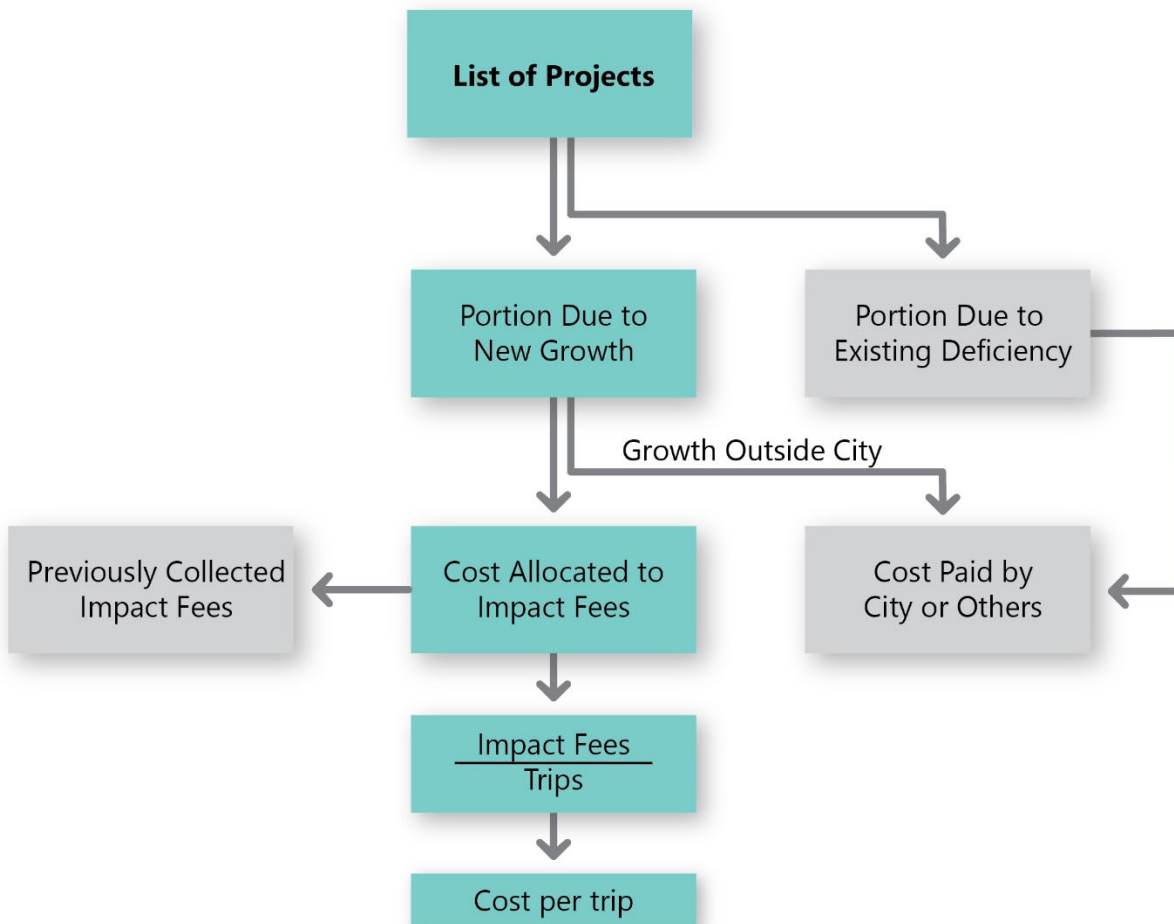 List of Projects
Portion Due to
New Growth
Portion Due to
Existing Deficiency
Growth Outside City
Previously Collected
Impact Fees
Cost Allocated to
Impact Fees
Cost Paid by
City or Others
Impact Fees
Trips
Cost per trip